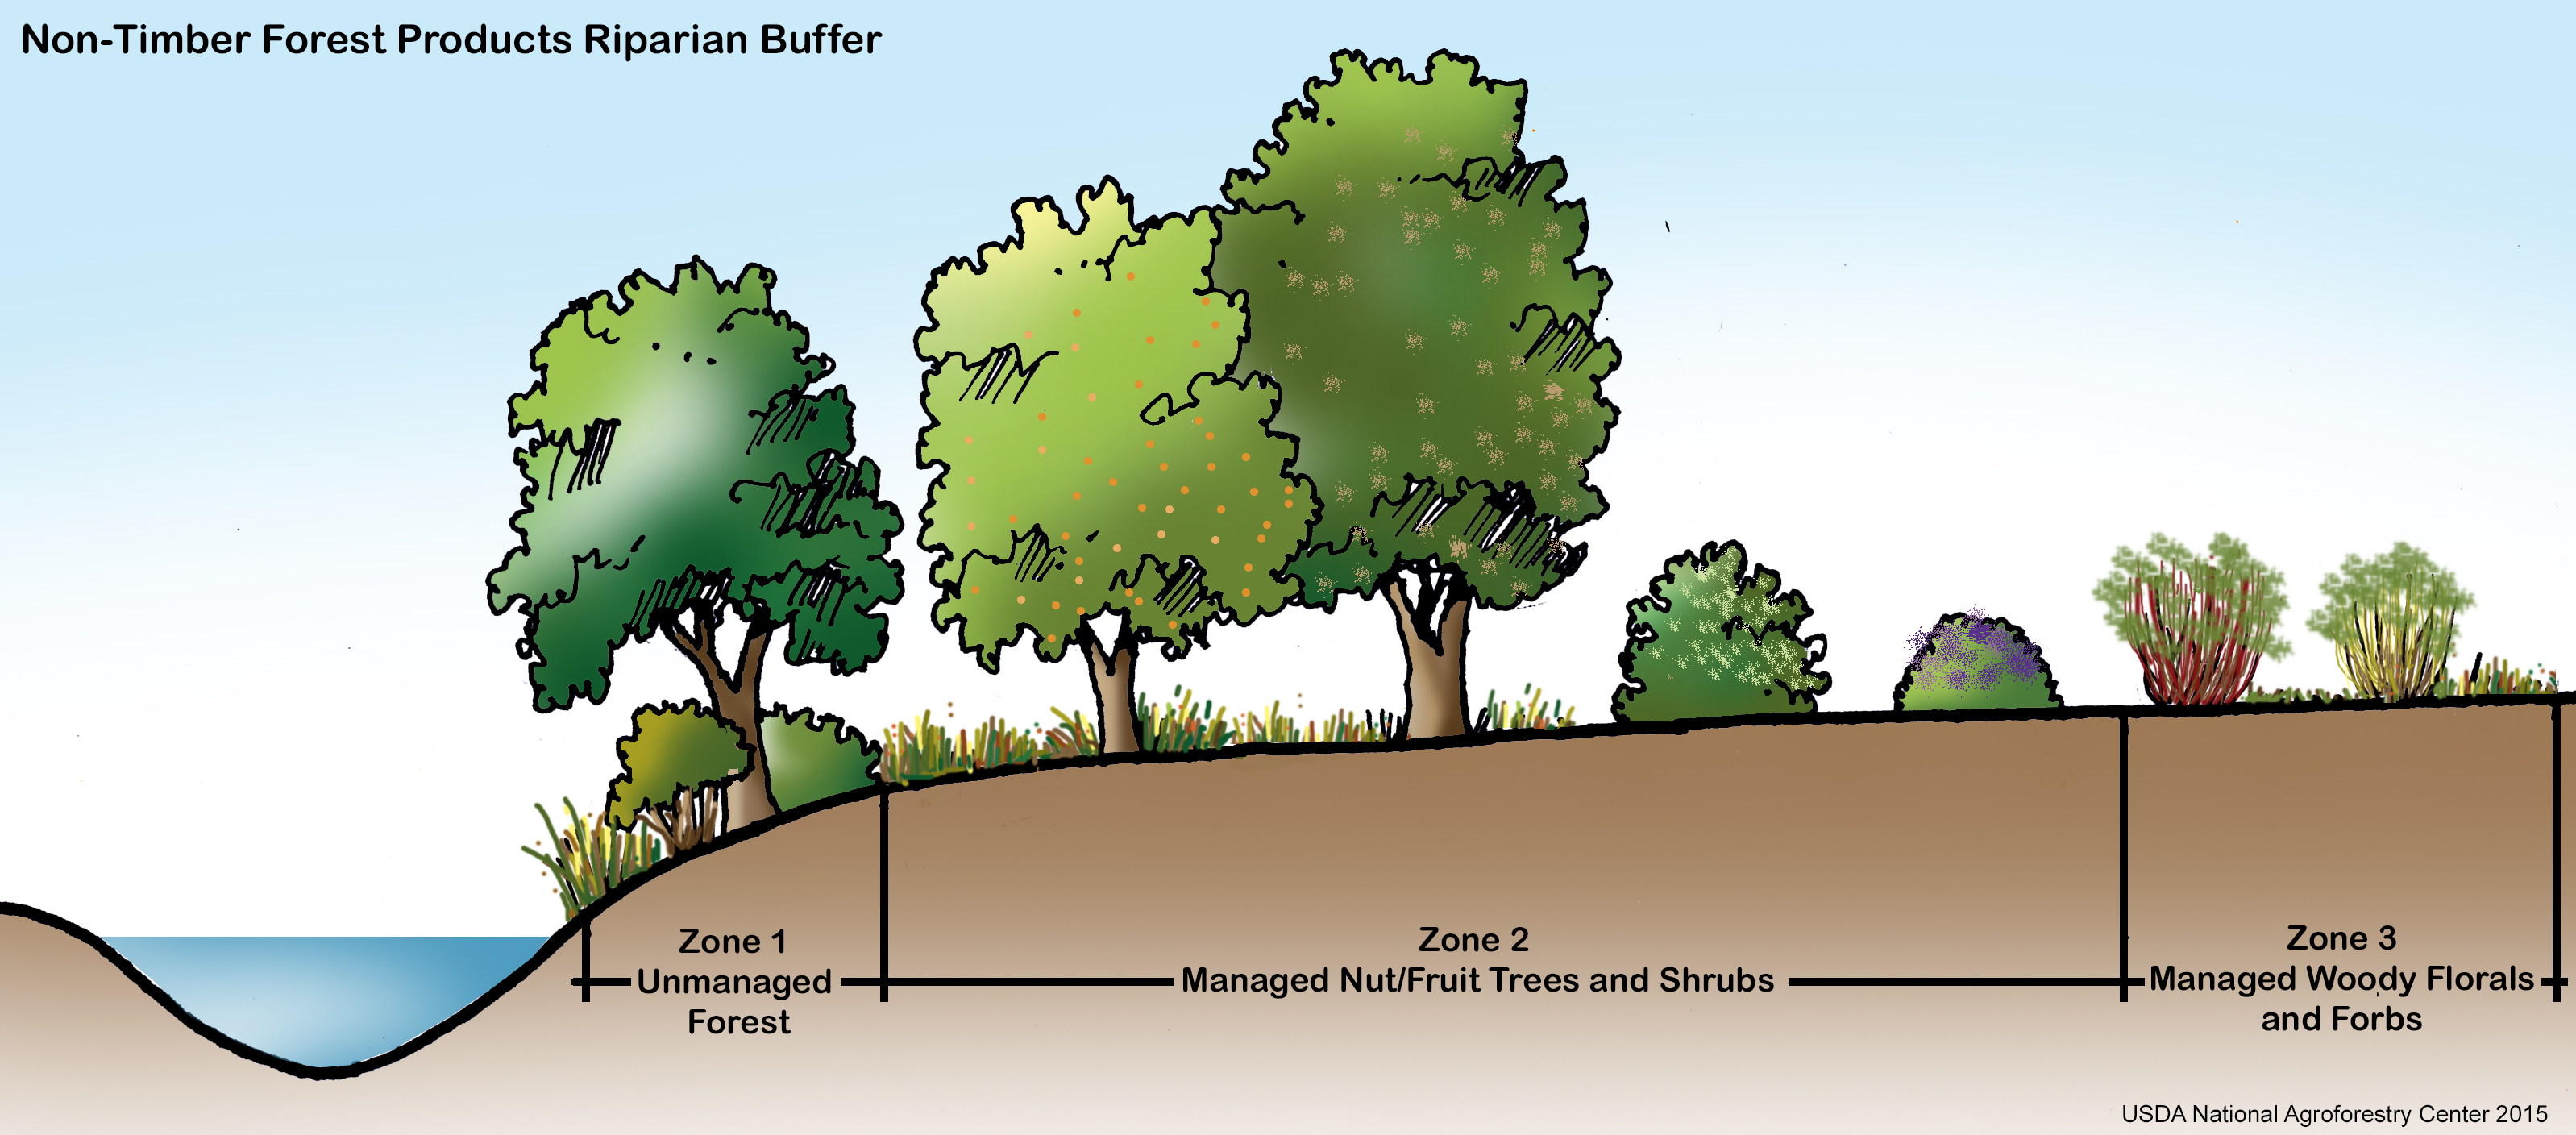 Non-Timber Forest Products Riparian Buffer
Zone 1
Unmanaged
Forest
Zone 2
Managed Nut/Fruit Trees and Shrubs
Zone 3
Managed Woody Florals
and Forbs
USDA National Agroforestry Center 2015